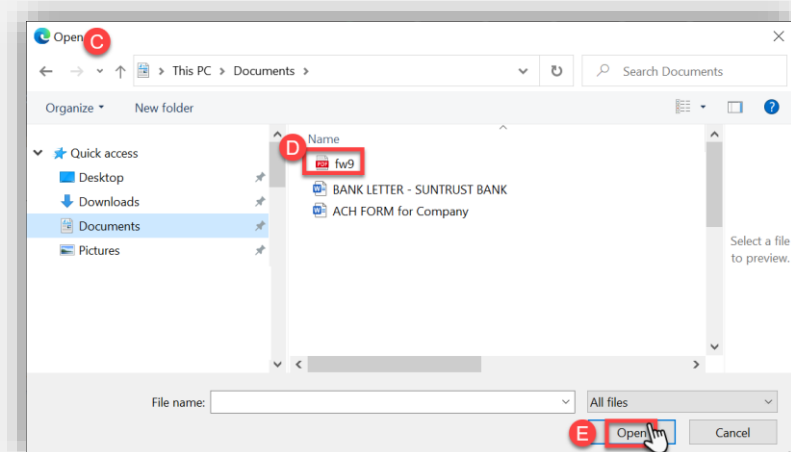 Open C
This PC > Documents >
Search Documents
Organize
New folder
Name
Quick access
D
fw9
Desktop
BANK LETTER - SUNTRUST BANK
Downloads
ACH FORM for Company
Documents
Pictures
Select a file
to preview.
File name:
All files
E Open
Cancel